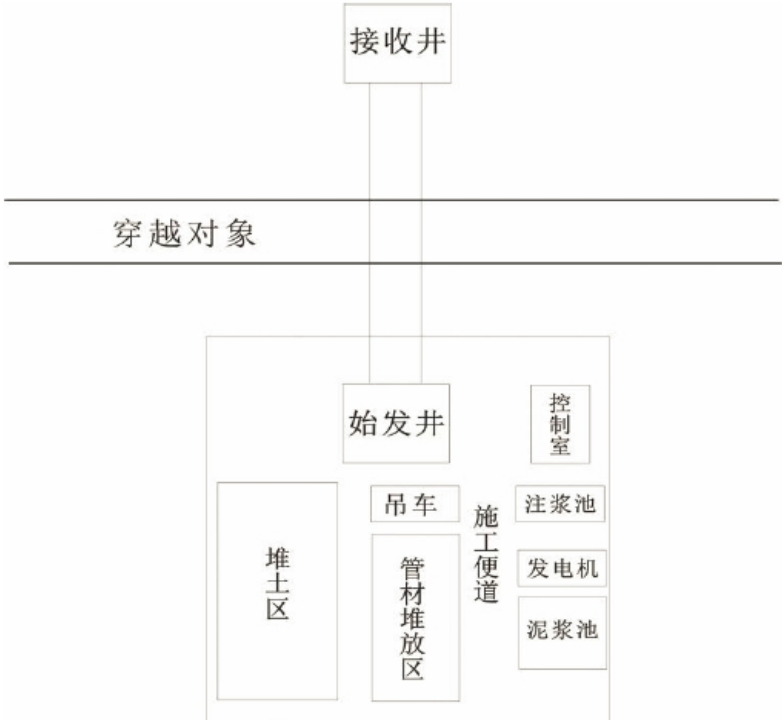 接收井
穿越对象
始发井
控制室
吊车
施工便道
注浆池
堆土区
管材堆放区
发电机
泥浆池